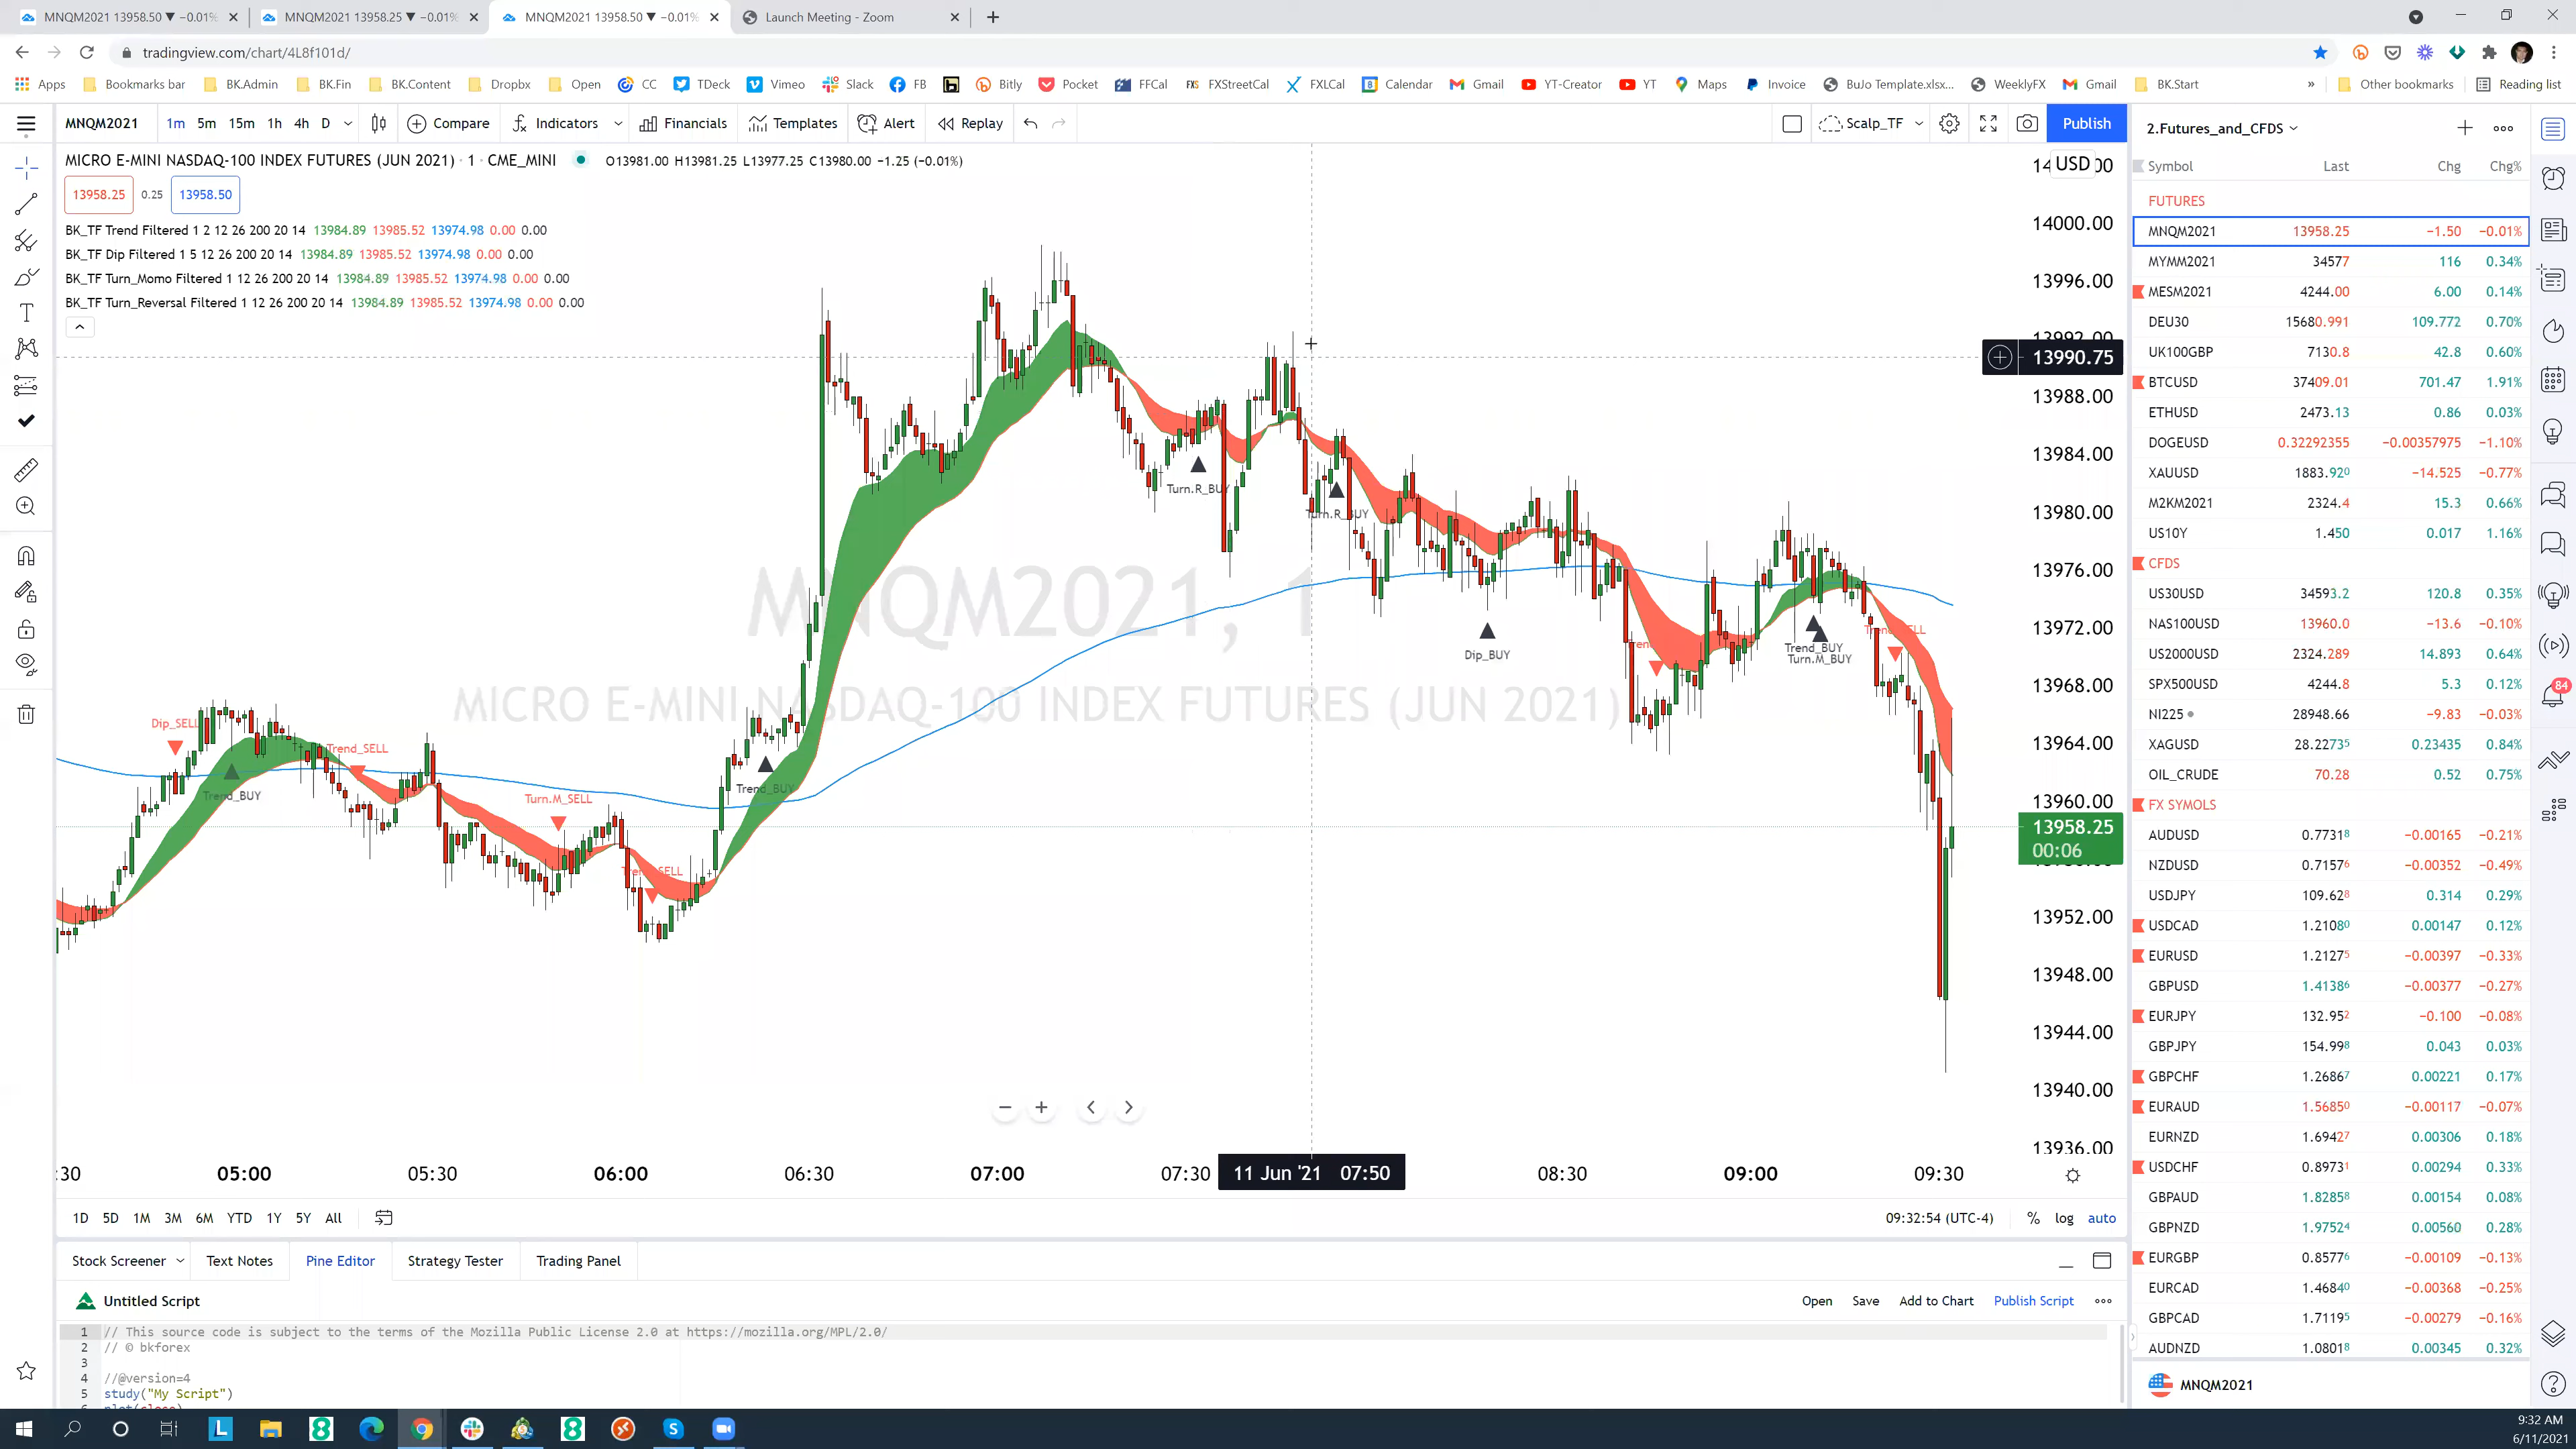 MNQM2021 13958.50 ▼ −0.01%
MNQM2021 13958.25 ▼ −0.01%
MNQM2021 13958.50 ▼ −0.01%
Launch Meeting - Zoom
tradingview.com/chart/4L8f101d/
Apps Bookmarks bar BK.Admin BK.Fin BK.Content Dropbx Open CC TDeck Vimeo Slack FB Bitly Pocket FFCal FXStreetCal FXLCal Calendar Gmail YT-Creator YT Maps Invoice BuJo Template.xlsx... WeeklyFX Gmail BK.Start » Other bookmarks Reading list
MNQM2021 1m 5m 15m 1h 4h D Compare Indicators Financials Templates Alert Replay Scalp_TF Publish
MICRO E-MINI NASDAQ-100 INDEX FUTURES (JUN 2021) · 1 · CME_MINI O13981.00 H13981.25 L13977.25 C13980.00 −1.25 (−0.01%)
13958.25 0.25 13958.50
BK_TF Trend Filtered 1 2 12 26 200 20 14 13984.89 13985.52 13974.98 0.00 0.00
BK_TF Dip Filtered 1 5 12 26 200 20 14 13984.89 13985.52 13974.98 0.00 0.00
BK_TF Turn_Momo Filtered 1 12 26 200 20 14 13984.89 13985.52 13974.98 0.00 0.00
BK_TF Turn_Reversal Filtered 1 12 26 200 20 14 13984.89 13985.52 13974.98 0.00 0.00
MNQM2021, 1
MICRO E-MINI NASDAQ-100 INDEX FUTURES (JUN 2021)
Dip_SELL
Trend_BUY
Trend_SELL
Turn.M_SELL
Trend_BUY
Turn.R_BUY
Turn.R_BUY
Dip_BUY
Trend_BUY
Turn.M_BUY
USD
14000.00
13996.00
13992.00
13990.75
13988.00
13984.00
13980.00
13976.00
13972.00
13968.00
13964.00
13960.00
13958.25
00:06
13952.00
13948.00
13944.00
13940.00
13936.00
:30 05:00 05:30 06:00 06:30 07:00 07:30 11 Jun '21 07:50 08:30 09:00 09:30
1D 5D 1M 3M 6M YTD 1Y 5Y All 09:32:54 (UTC-4) % log auto
Stock Screener Text Notes Pine Editor Strategy Tester Trading Panel
Untitled Script Open Save Add to Chart Publish Script
1 // This source code is subject to the terms of the Mozilla Public License 2.0 at https://mozilla.org/MPL/2.0/
2 // © bkforex
3
4 //@version=4
5 study("My Script")
plot(close)
2.Futures_and_CFDS
Symbol Last Chg Chg%
FUTURES
MNQM2021 13958.25 −1.50 −0.01%
MYMM2021 34577 116 0.34%
MESM2021 4244.00 6.00 0.14%
DEU30 15680.991 109.772 0.70%
UK100GBP 7130.8 42.8 0.60%
BTCUSD 37409.01 701.47 1.91%
ETHUSD 2473.13 0.86 0.03%
DOGEUSD 0.32292355 −0.00357975 −1.10%
XAUUSD 1883.920 −14.525 −0.77%
M2KM2021 2324.4 15.3 0.66%
US10Y 1.450 0.017 1.16%
CFDS
US30USD 34593.2 120.8 0.35%
NAS100USD 13960.0 −13.6 −0.10%
US2000USD 2324.289 14.893 0.64%
SPX500USD 4244.8 5.3 0.12%
NI225 28948.66 −9.83 −0.03%
XAGUSD 28.22735 0.23435 0.84%
OIL_CRUDE 70.28 0.52 0.75%
FX SYMOLS
AUDUSD 0.77318 −0.00165 −0.21%
NZDUSD 0.71576 −0.00352 −0.49%
USDJPY 109.628 0.314 0.29%
USDCAD 1.21080 0.00147 0.12%
EURUSD 1.21275 −0.00397 −0.33%
GBPUSD 1.41386 −0.00377 −0.27%
EURJPY 132.952 −0.100 −0.08%
GBPJPY 154.998 0.043 0.03%
GBPCHF 1.26867 0.00221 0.17%
EURAUD 1.56850 −0.00117 −0.07%
EURNZD 1.69427 0.00306 0.18%
USDCHF 0.89731 0.00294 0.33%
GBPAUD 1.82858 0.00154 0.08%
GBPNZD 1.97524 0.00560 0.28%
EURGBP 0.85776 −0.00109 −0.13%
EURCAD 1.46840 −0.00368 −0.25%
GBPCAD 1.71195 −0.00279 −0.16%
AUDNZD 1.08018 0.00345 0.32%
MNQM2021
84
9:32 AM
6/11/2021